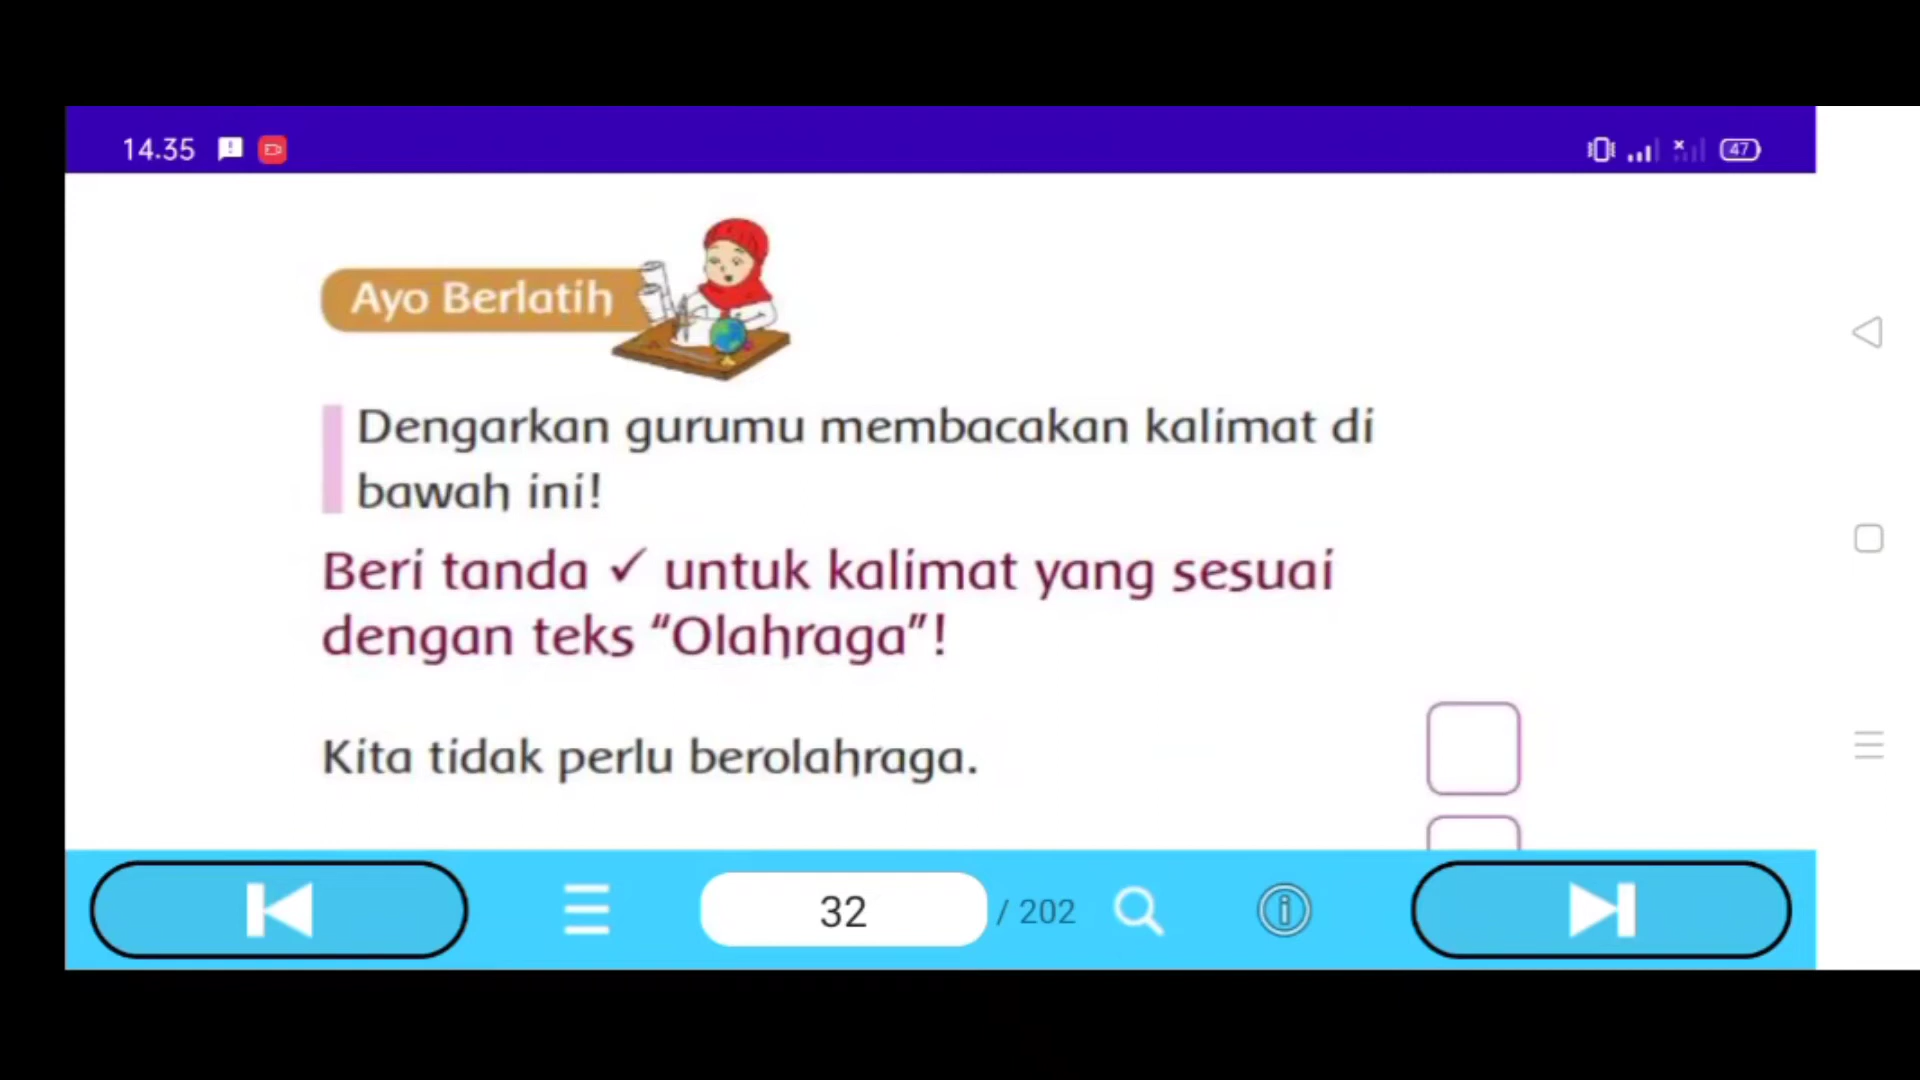 14.35
47
Ayo Berlatih
Dengarkan gurumu membacakan kalimat di
bawah ini!
Beri tanda ✓ untuk kalimat yang sesuai
dengan teks “Olahraga”!
Kita tidak perlu berolahraga.
32 / 202